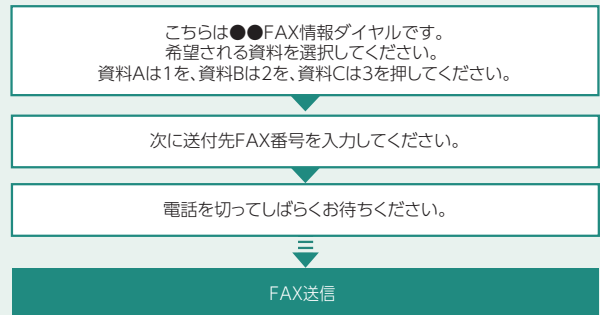 こちらは●●FAX情報ダイヤルです。
希望される資料を選択してください。
資料Aは1を、資料Bは2を、資料Cは3を押してください。
次に送付先FAX番号を入力してください。
電話を切ってしばらくお待ちください。
FAX送信